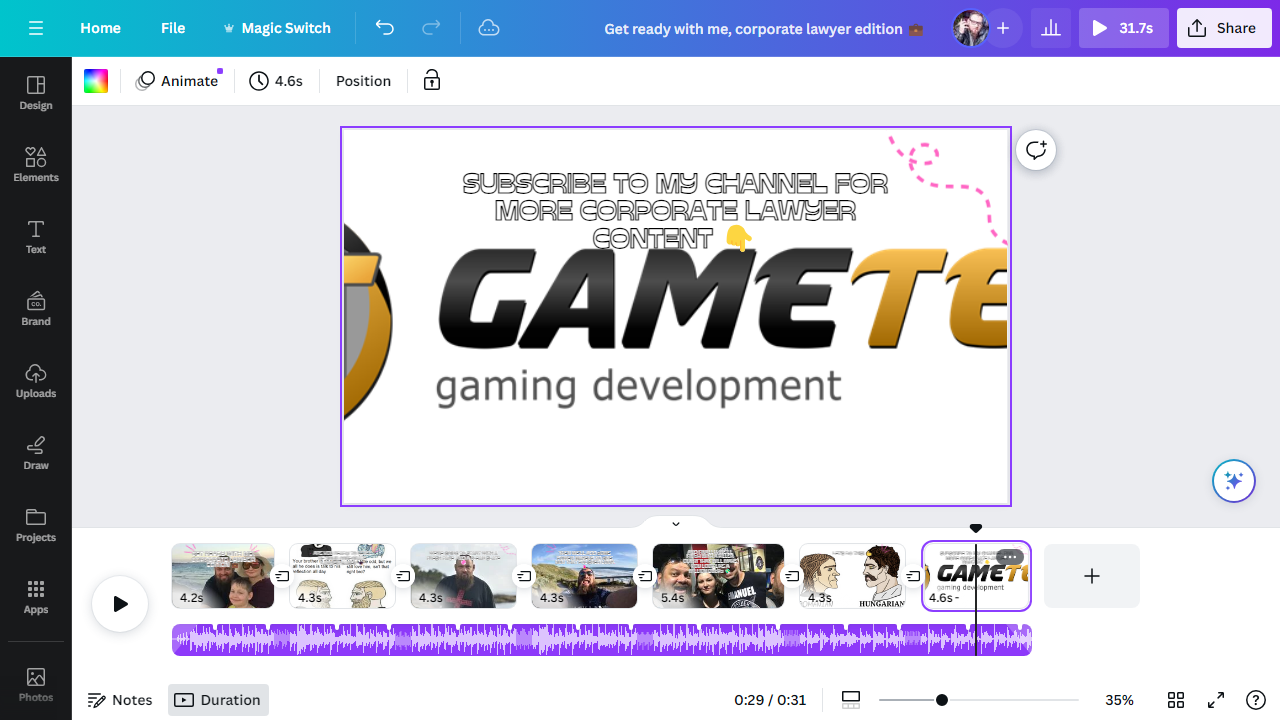 Home
File
Magic Switch
Get ready with me, corporate lawyer edition 💼
31.7s
Share
Animate
4.6s
Position
Design
Elements
Text
CO.
Brand
Uploads
Draw
Projects
Apps
Photos
SUBSCRIBE TO MY CHANNEL FOR
MORE CORPORATE LAWYER
CONTENT 👇
GAMETE
gaming development
4.2s
4.3s
4.3s
4.3s
5.4s
4.3s
HUNGARIAN
4.6s -
Notes
Duration
0:29 / 0:31
35%